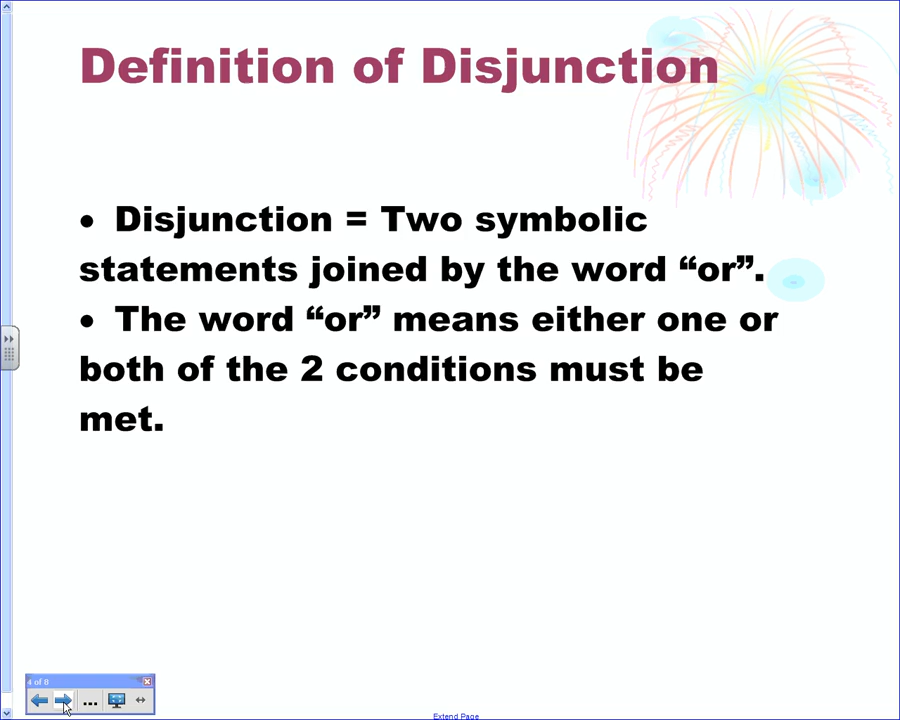 Definition of Disjunction
• Disjunction = Two symbolic
statements joined by the word “or”.
• The word “or” means either one or
both of the 2 conditions must be
met.
4 of 8
...
Extend Page